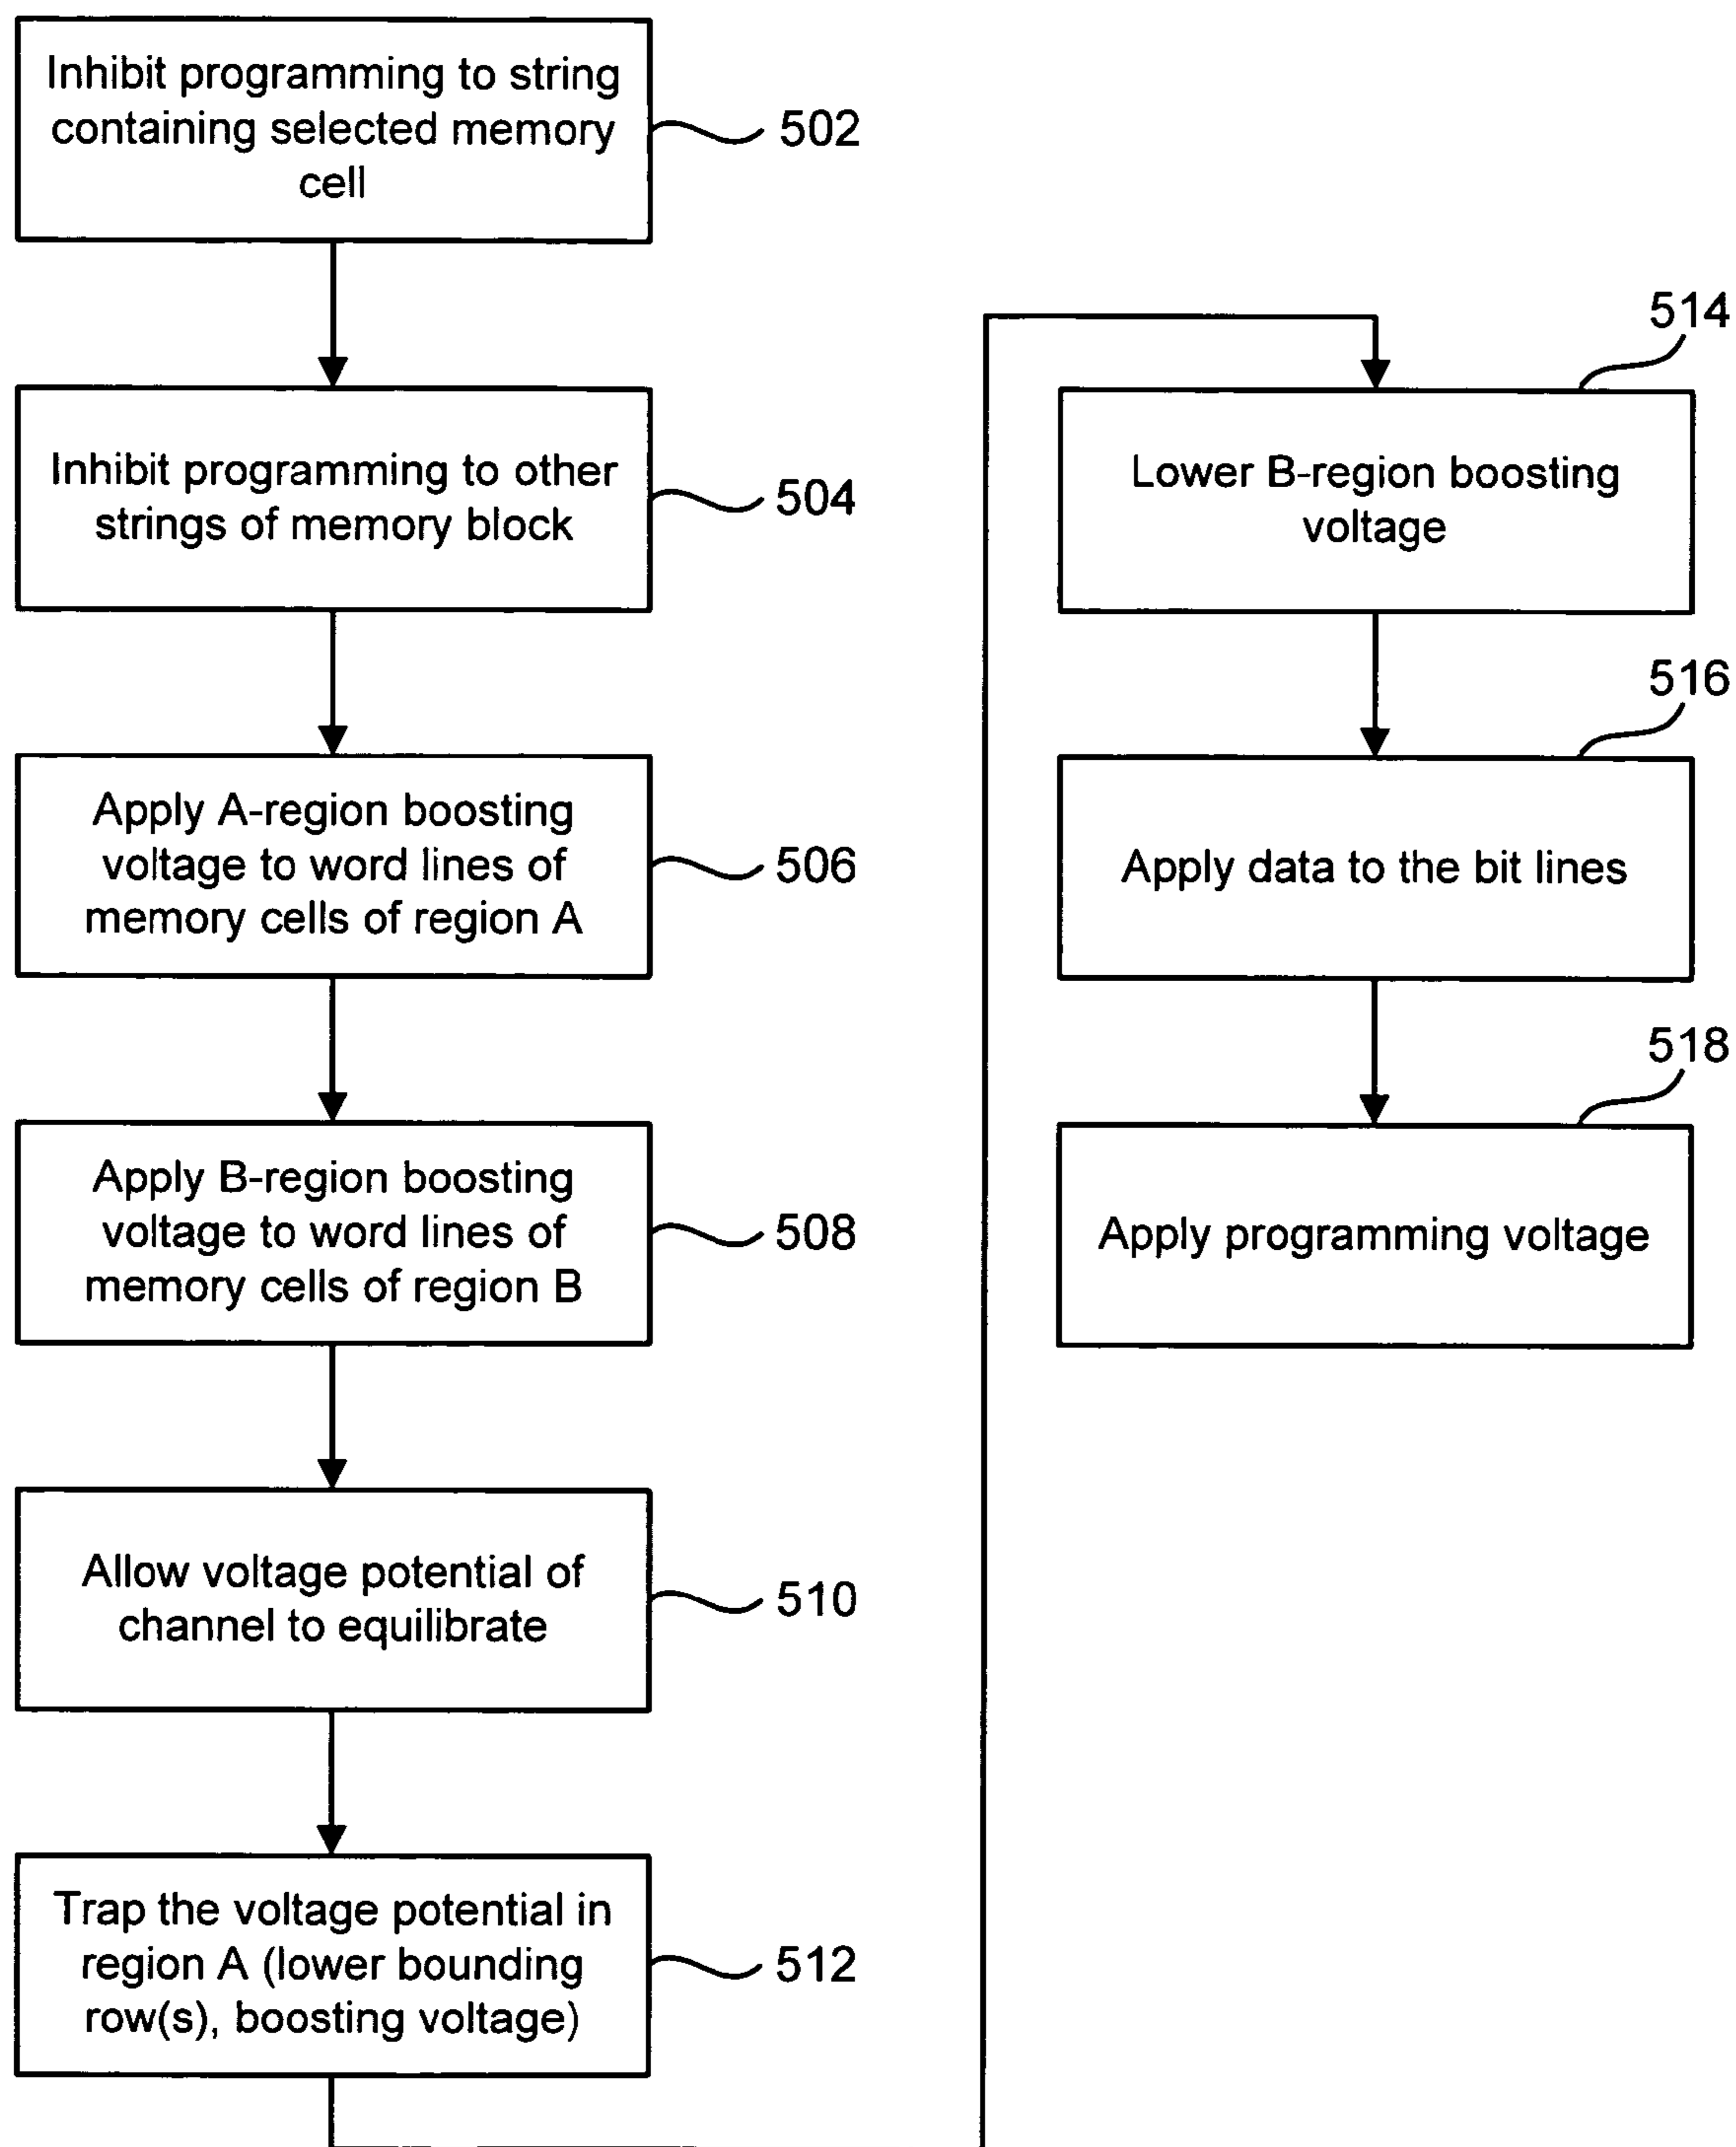 Inhibit programming to string
containing selected memory
cell
502
Inhibit programming to other
strings of memory block
504
Apply A-region boosting
voltage to word lines of
memory cells of region A
506
Apply B-region boosting
voltage to word lines of
memory cells of region B
508
Allow voltage potential of
channel to equilibrate
510
Trap the voltage potential in
region A (lower bounding
row(s), boosting voltage)
512
514
Lower B-region boosting
voltage
516
Apply data to the bit lines
518
Apply programming voltage